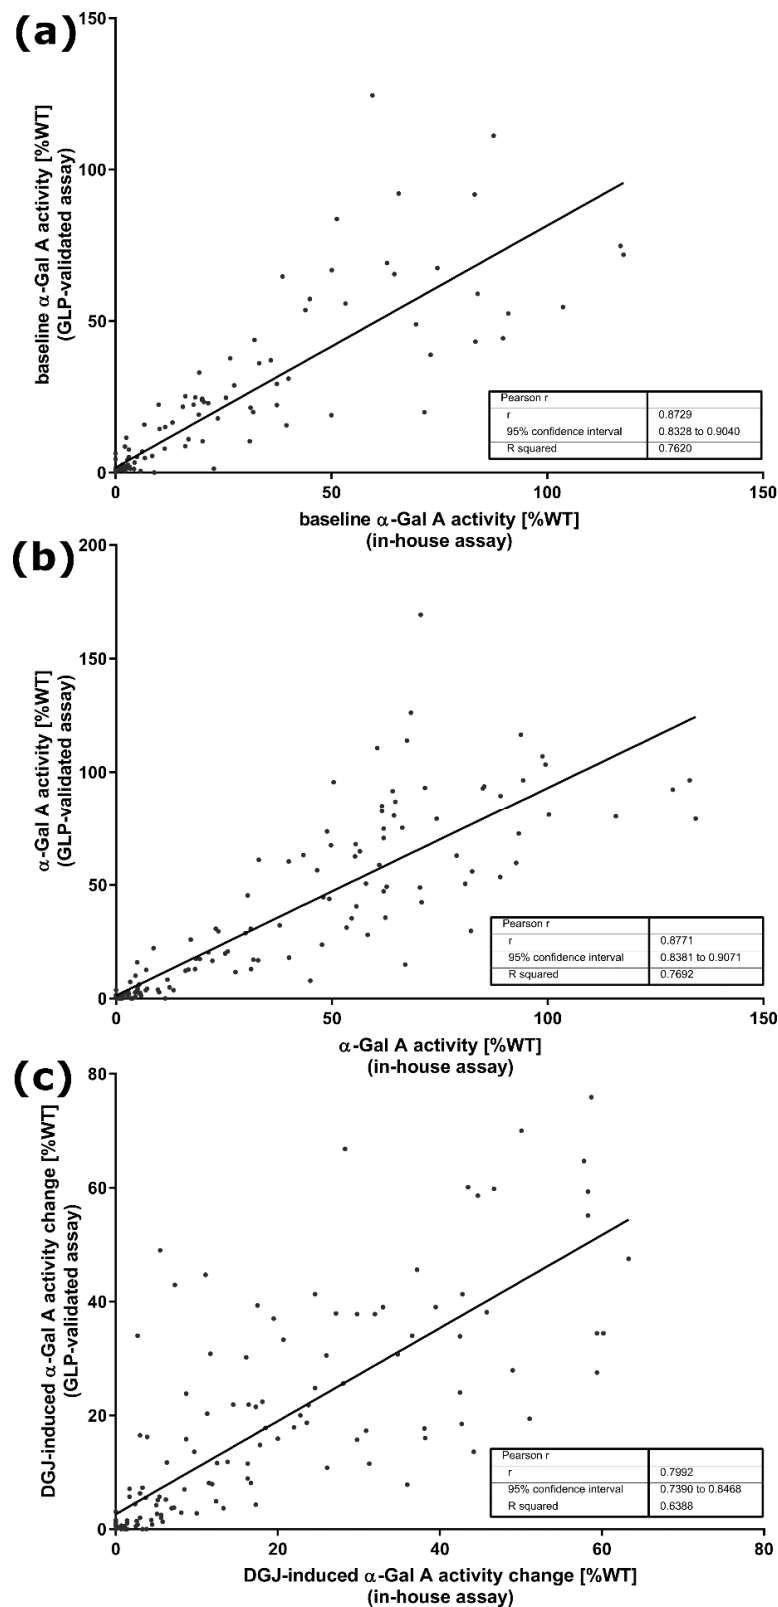 (a)
150
100
50
0
baseline α-Gal A activity [%WT]
(GLP-validated assay)
Pearson r
r 0.8729
95% confidence interval 0.8328 to 0.9040
R squared 0.7620
0 50 100 150
baseline α-Gal A activity [%WT]
(in-house assay)
(b)
200
150
100
50
0
α-Gal A activity [%WT]
(GLP-validated assay)
Pearson r
r 0.8771
95% confidence interval 0.8381 to 0.9071
R squared 0.7692
0 50 100 150
α-Gal A activity [%WT]
(in-house assay)
(c)
80
60
40
20
0
DGJ-induced α-Gal A activity change [%WT]
(GLP-validated assay)
Pearson r
r 0.7992
95% confidence interval 0.7390 to 0.8468
R squared 0.6388
0 20 40 60 80
DGJ-induced α-Gal A activity change [%WT]
(in-house assay)